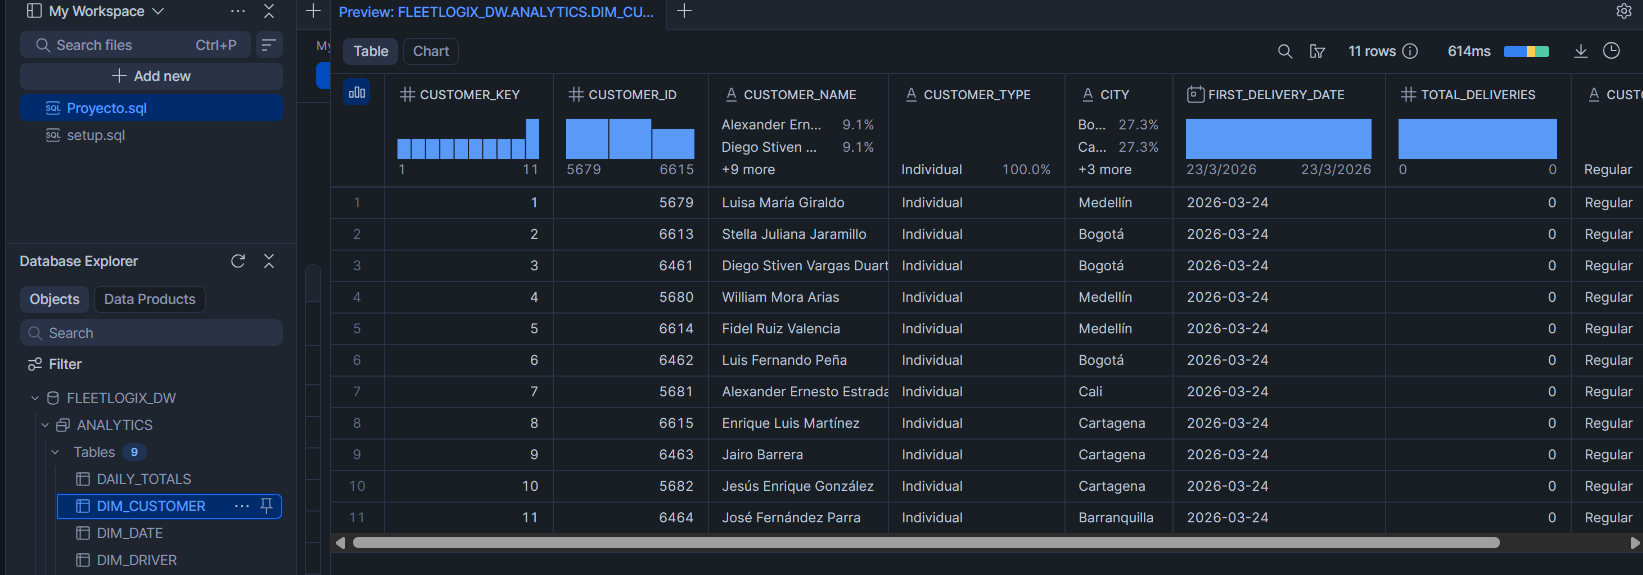 My Workspace
Search files Ctrl+P
Add new
Proyecto.sql
setup.sql
Database Explorer
Objects Data Products
Search
Filter
FLEETLOGIX_DW
ANALYTICS
Tables 9
DAILY_TOTALS
DIM_CUSTOMER
DIM_DATE
DIM_DRIVER
My
Preview: FLEETLOGIX_DW.ANALYTICS.DIM_CU...
Table Chart 11 rows 614ms
CUSTOMER_KEY CUSTOMER_ID CUSTOMER_NAME CUSTOMER_TYPE CITY FIRST_DELIVERY_DATE TOTAL_DELIVERIES CUSTO
Alexander Ern... 9.1% Bo... 27.3%
Diego Stiven ... 9.1% Ca... 27.3%
1 11 5679 6615 +9 more Individual 100.0% +3 more 23/3/2026 23/3/2026 0 0 Regular
1 1 5679 Luisa María Giraldo Individual Medellín 2026-03-24 0 Regular
2 2 6613 Stella Juliana Jaramillo Individual Bogotá 2026-03-24 0 Regular
3 3 6461 Diego Stiven Vargas Duart Individual Bogotá 2026-03-24 0 Regular
4 4 5680 William Mora Arias Individual Medellín 2026-03-24 0 Regular
5 5 6614 Fidel Ruiz Valencia Individual Medellín 2026-03-24 0 Regular
6 6 6462 Luis Fernando Peña Individual Bogotá 2026-03-24 0 Regular
7 7 5681 Alexander Ernesto Estrada Individual Cali 2026-03-24 0 Regular
8 8 6615 Enrique Luis Martínez Individual Cartagena 2026-03-24 0 Regular
9 9 6463 Jairo Barrera Individual Cartagena 2026-03-24 0 Regular
10 10 5682 Jesús Enrique González Individual Cartagena 2026-03-24 0 Regular
11 11 6464 José Fernández Parra Individual Barranquilla 2026-03-24 0 Regular